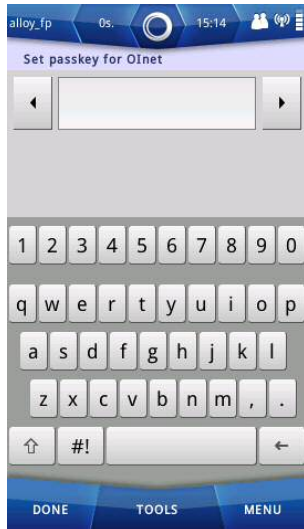 alloy_fp 0s. 15:14
Set passkey for OInet
1 2 3 4 5 6 7 8 9 0
q w e r t y u i o p
a s d f g h j k l
z x c v b n m , .
#!
DONE TOOLS MENU